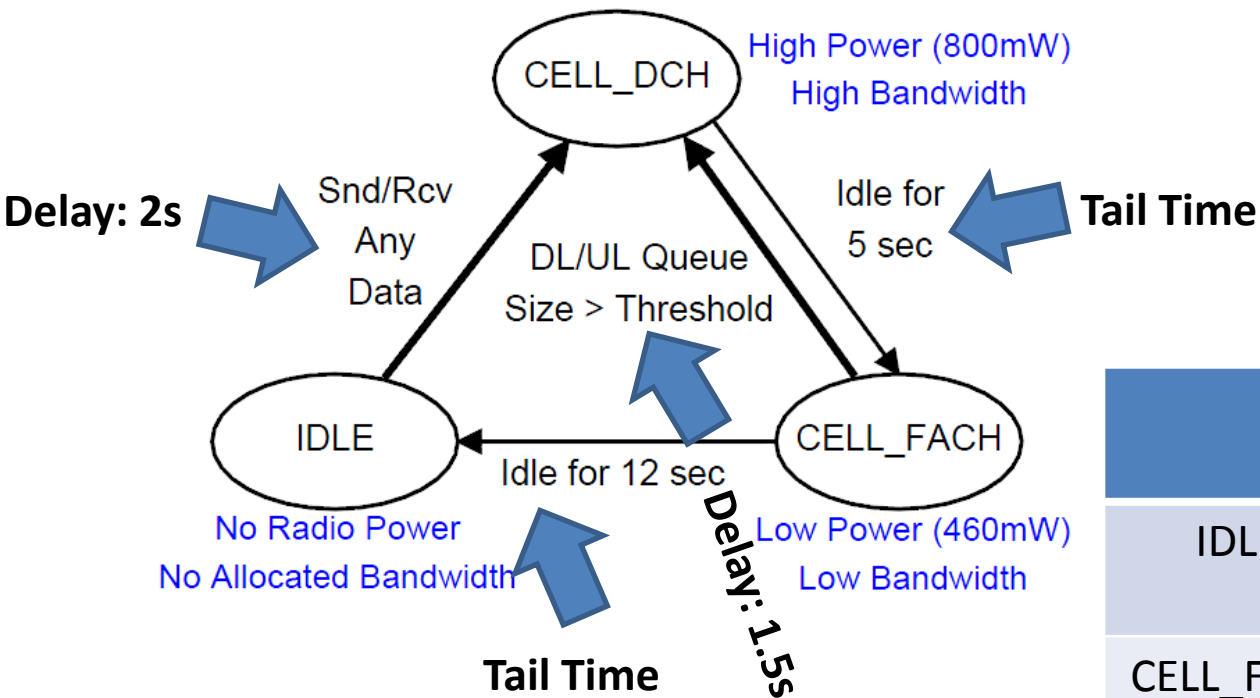 CELL_DCH
High Power (800mW)
High Bandwidth
Delay: 2s
Snd/Rcv
Any
Data
DL/UL Queue
Size > Threshold
Idle for
5 sec
Tail Time
IDLE
CELL_FACH
Idle for 12 sec
No Radio Power
No Allocated Bandwidth
Low Power (460mW)
Low Bandwidth
Delay: 1.5s
Tail Time
IDL
CELL_F